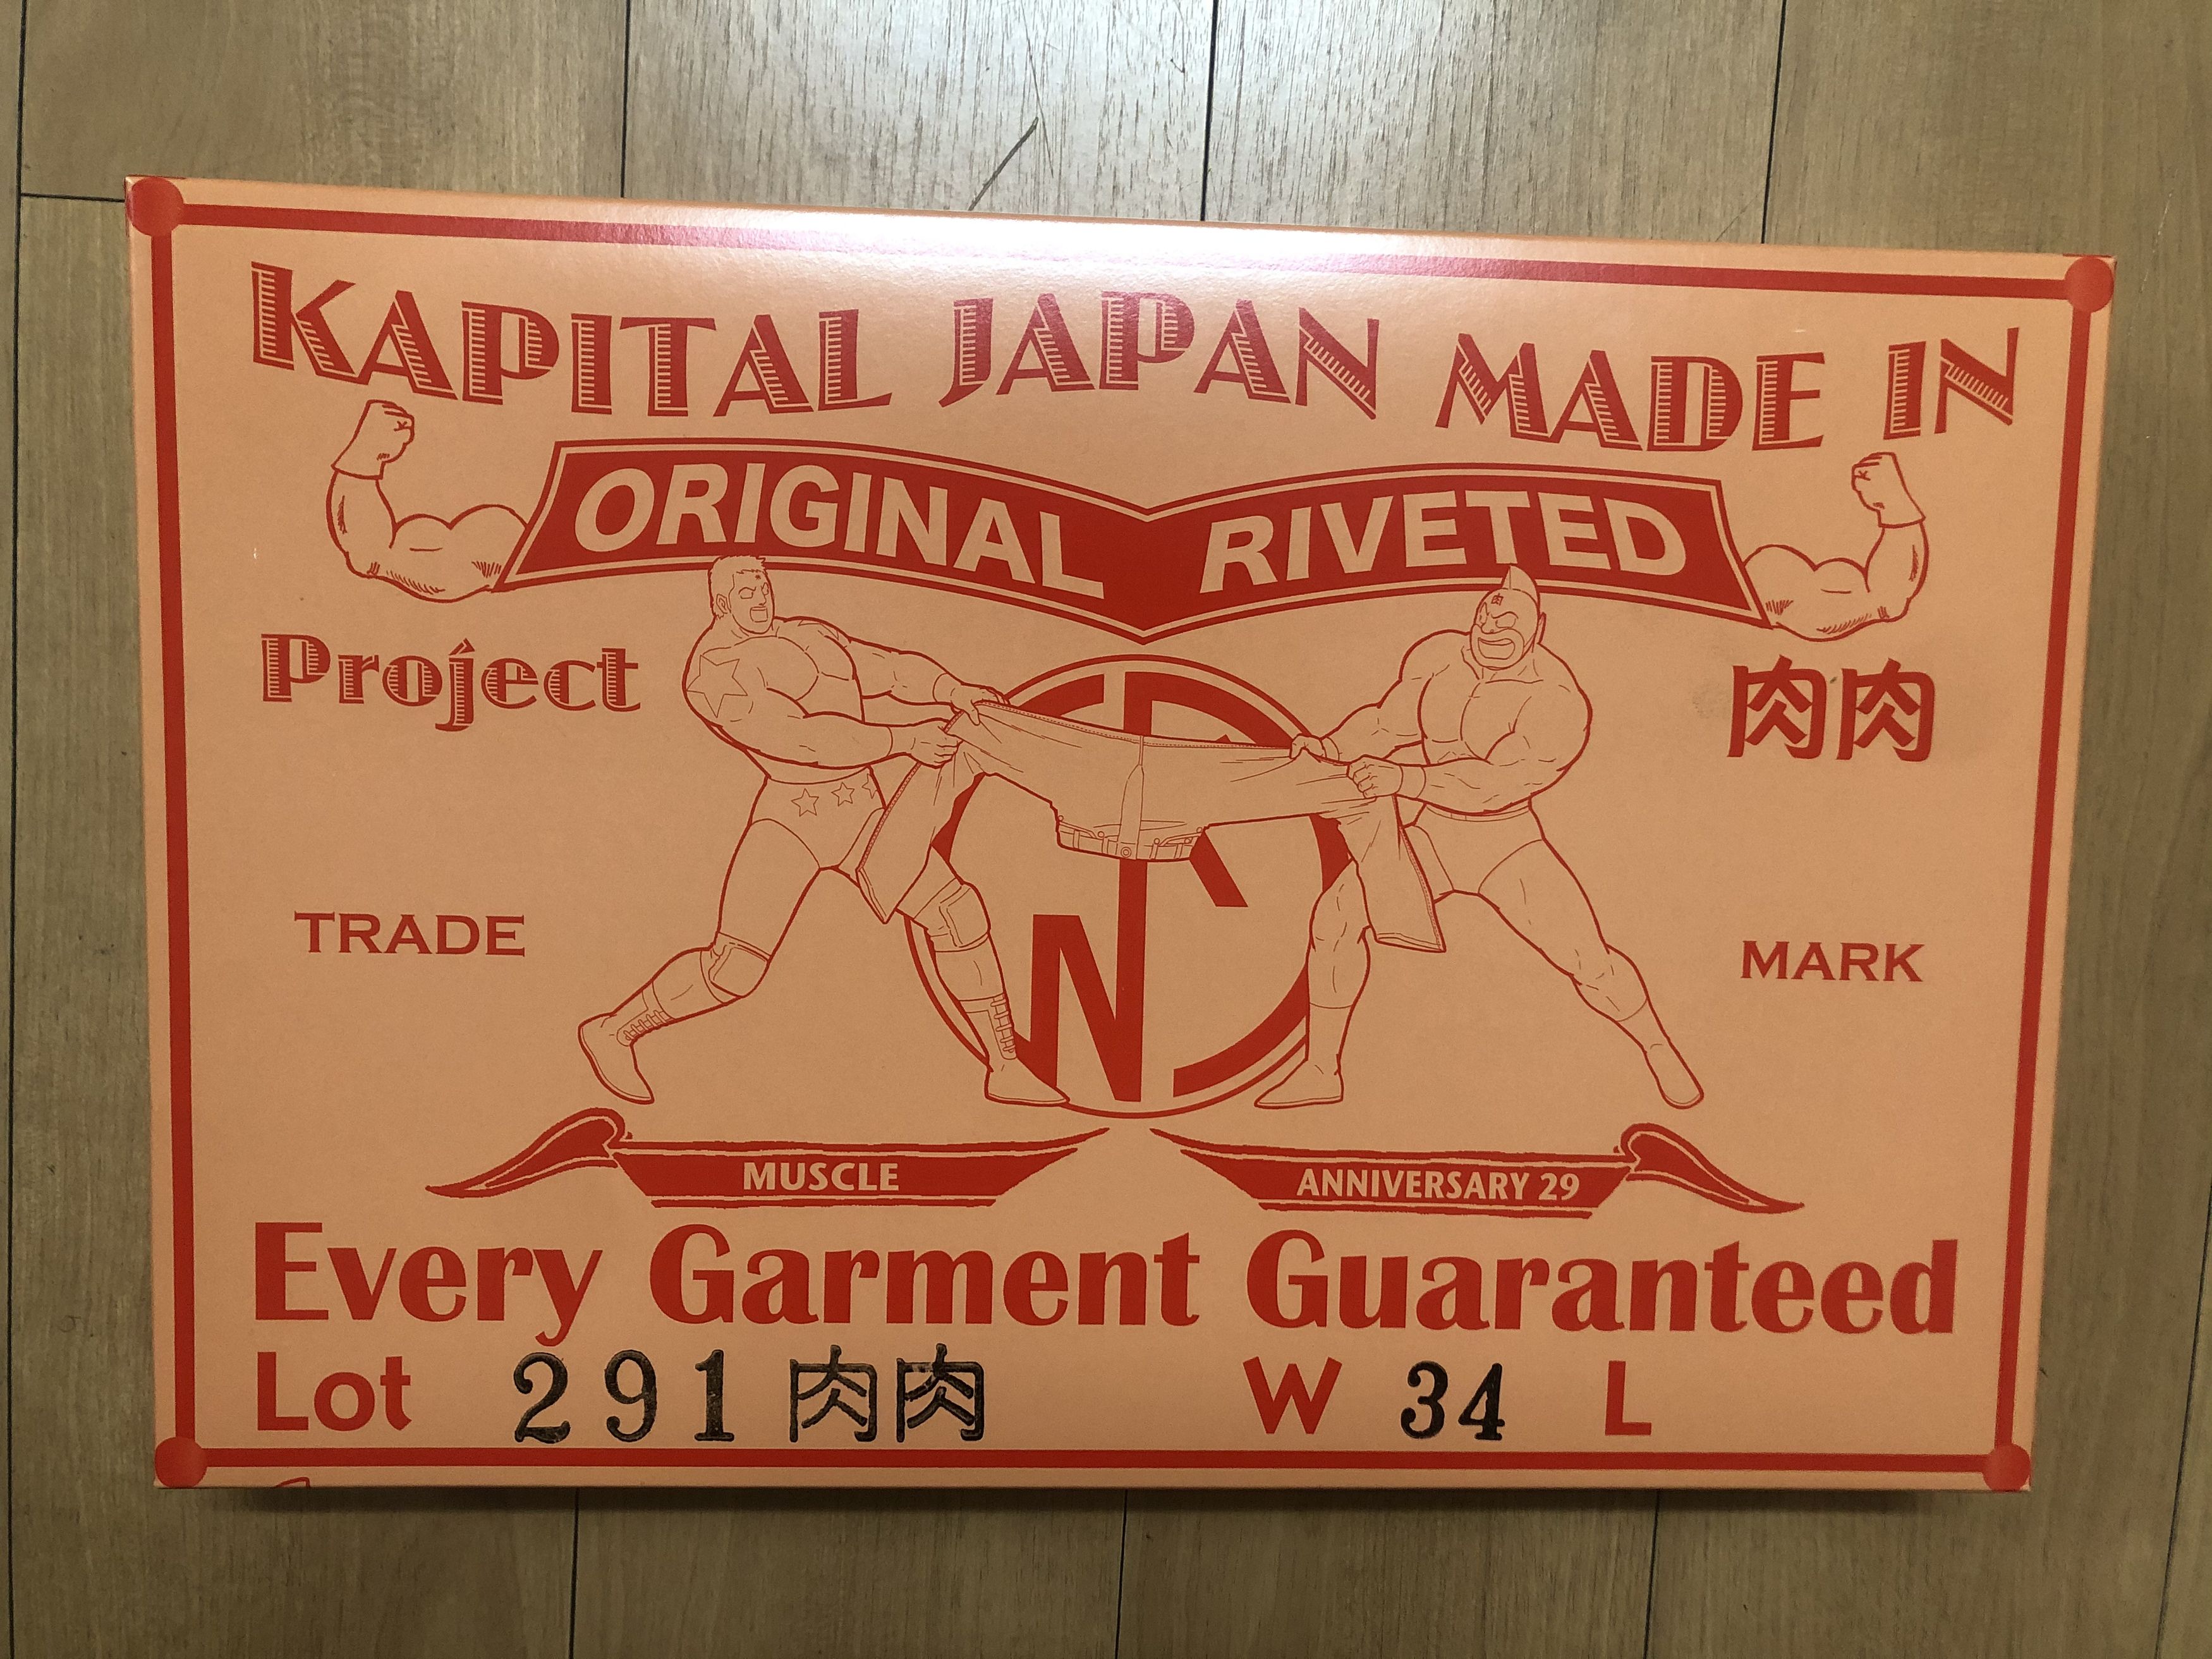 KAPITAL JAPAN MADE IN
ORIGINAL RIVETED
Project 肉肉
肉
TRADE MARK
MUSCLE ANNIVERSARY 29
Every Garment Guaranteed
Lot 291肉肉 W 34 L